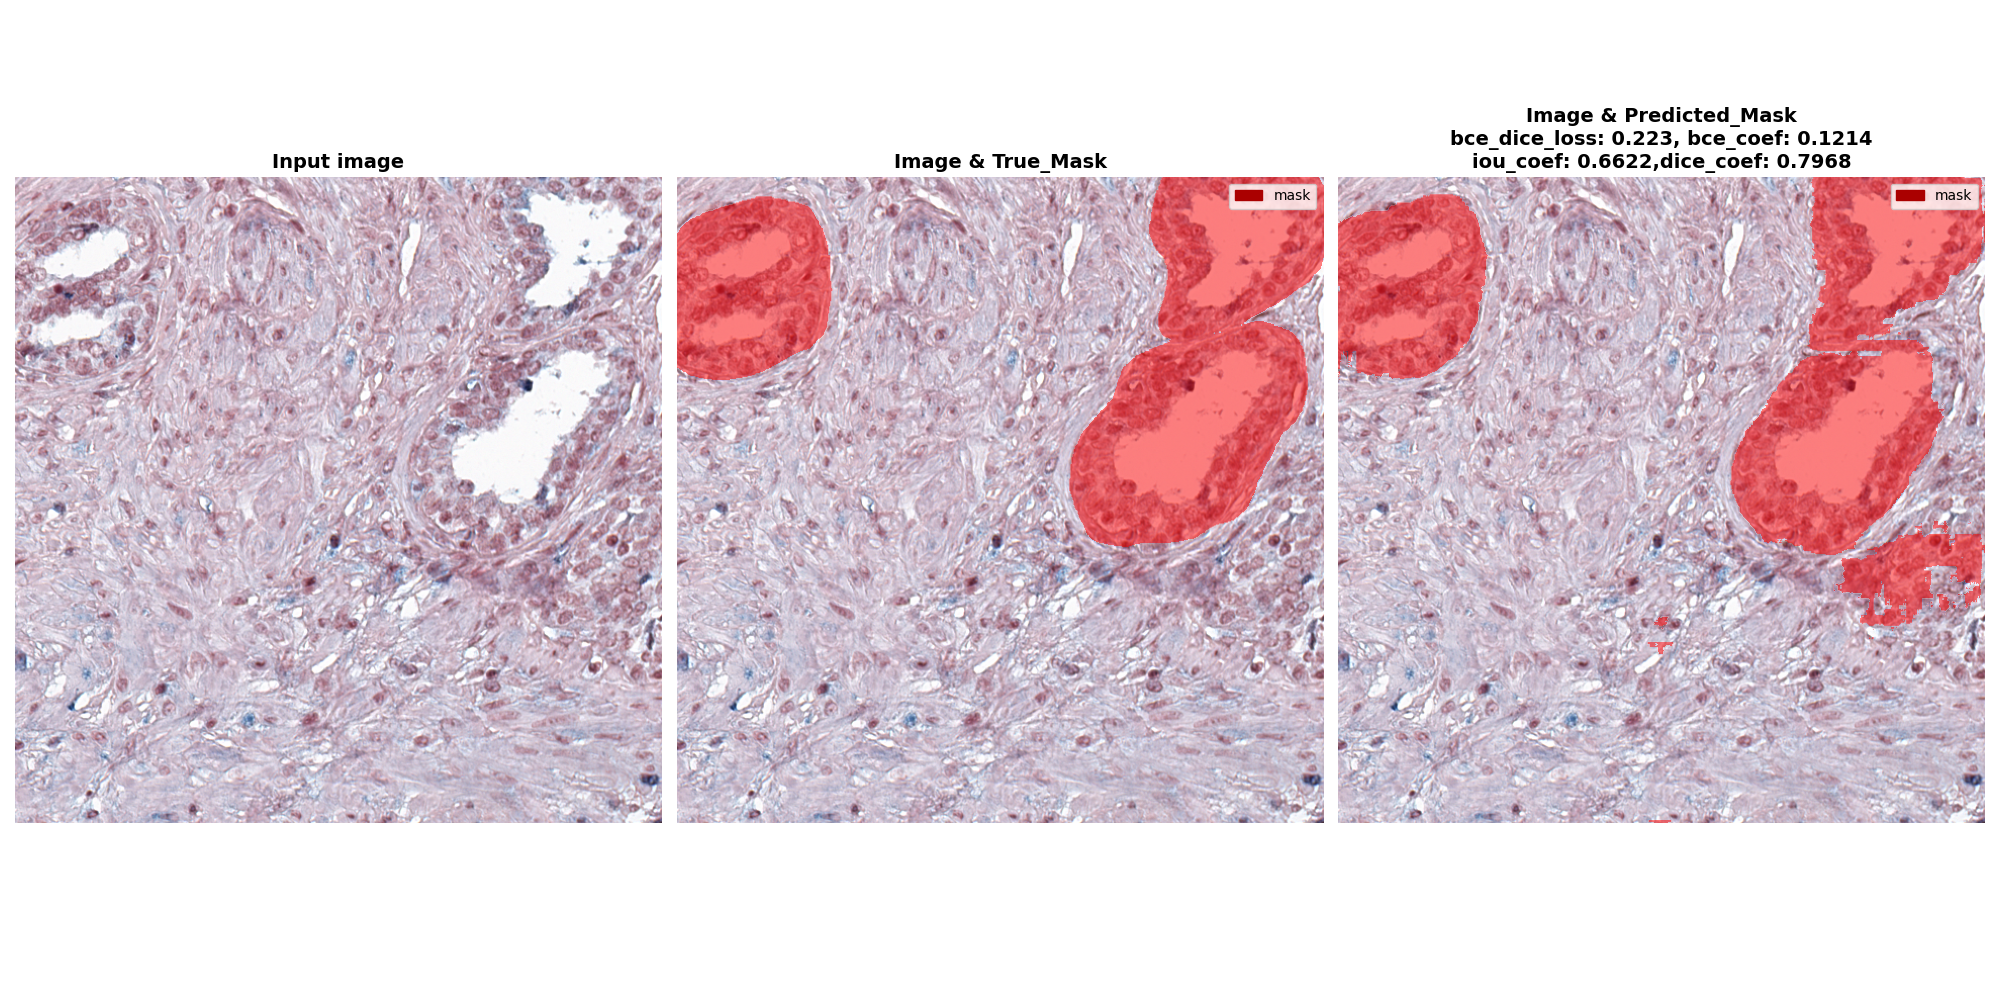 Input image
Image & True_Mask
mask
Image & Predicted_Mask
bce_dice_loss: 0.223, bce_coef: 0.1214
iou_coef: 0.6622,dice_coef: 0.7968
mask